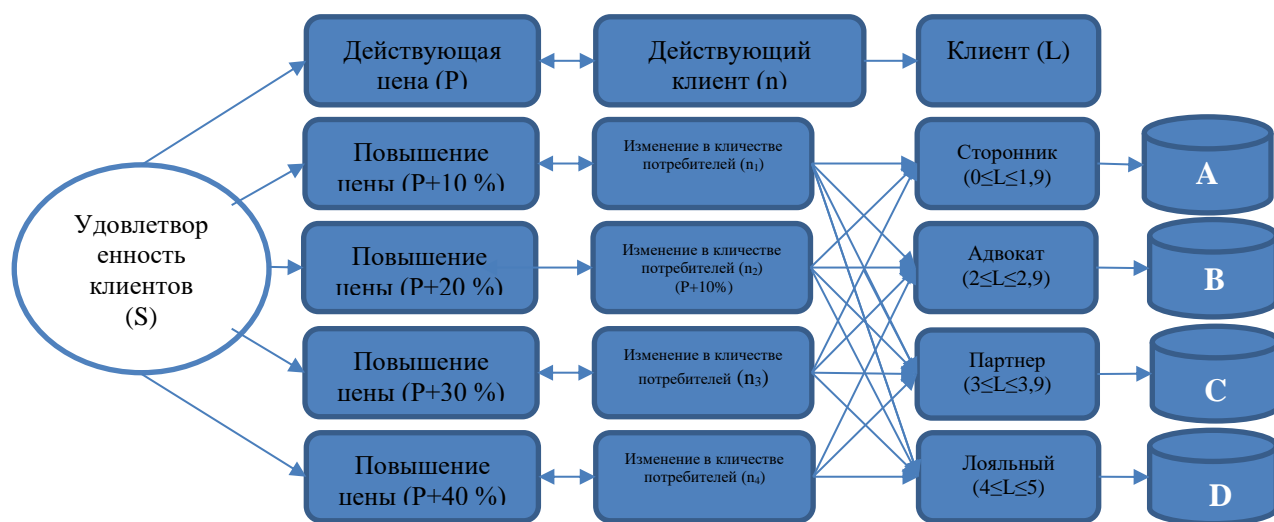 Действующая
цена (P)
Действующий
клиент (n)
Клиент (L)
Повышение
цены (P+10 %)
Изменение в кличестве
потребителей (n₁)
Сторонник
(0≤L≤1,9)
A
Удовлетвор
енность
клиентов
(S)
Повышение
цены (P+20 %)
Изменение в кличестве
потребителей (n₂)
(P+10%)
Адвокат
(2≤L≤2,9)
B
Повышение
цены (P+30 %)
Изменение в кличестве
потребителей (n₃)
Партнер
(3≤L≤3,9)
C
Повышение
цены (P+40 %)
Изменение в кличестве
потребителей (n₄)
Лояльный
(4≤L≤5)
D